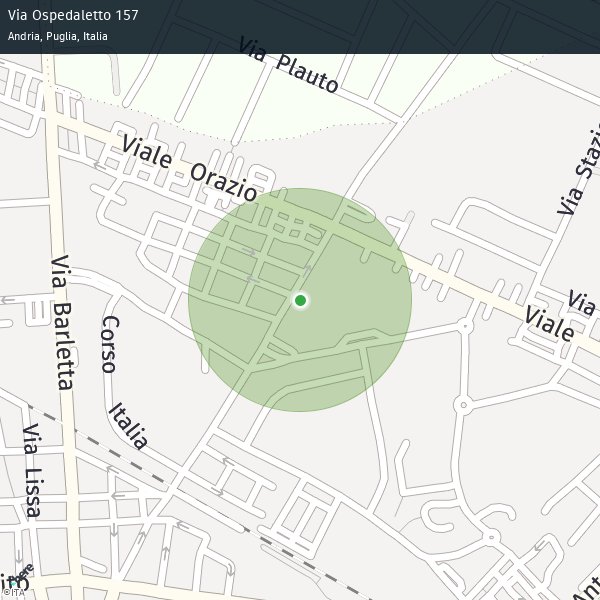 Via Ospedaletto 157
Andria, Puglia, Italia
Via Plauto
Viale Orazio
Via Stazio
Via Barletta
Corso
Italia
Via
Viale
Via Lissa
©ITA